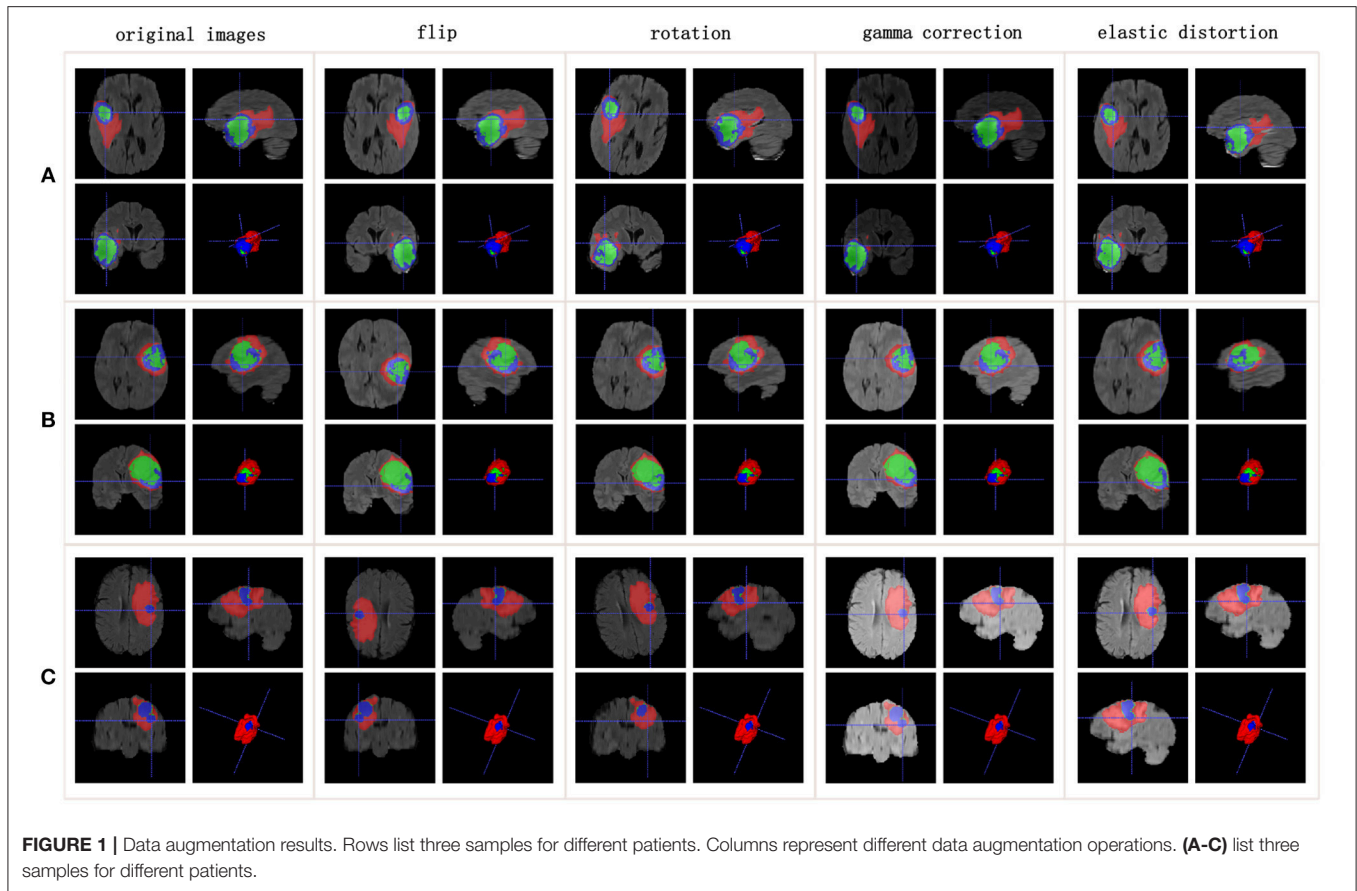 original images flip rotation gamma correction elastic distortion
A
B
C
FIGURE 1 | Data augmentation results. Rows list three samples for different patients. Columns represent different data augmentation operations. (A-C) list three
samples for different patients.